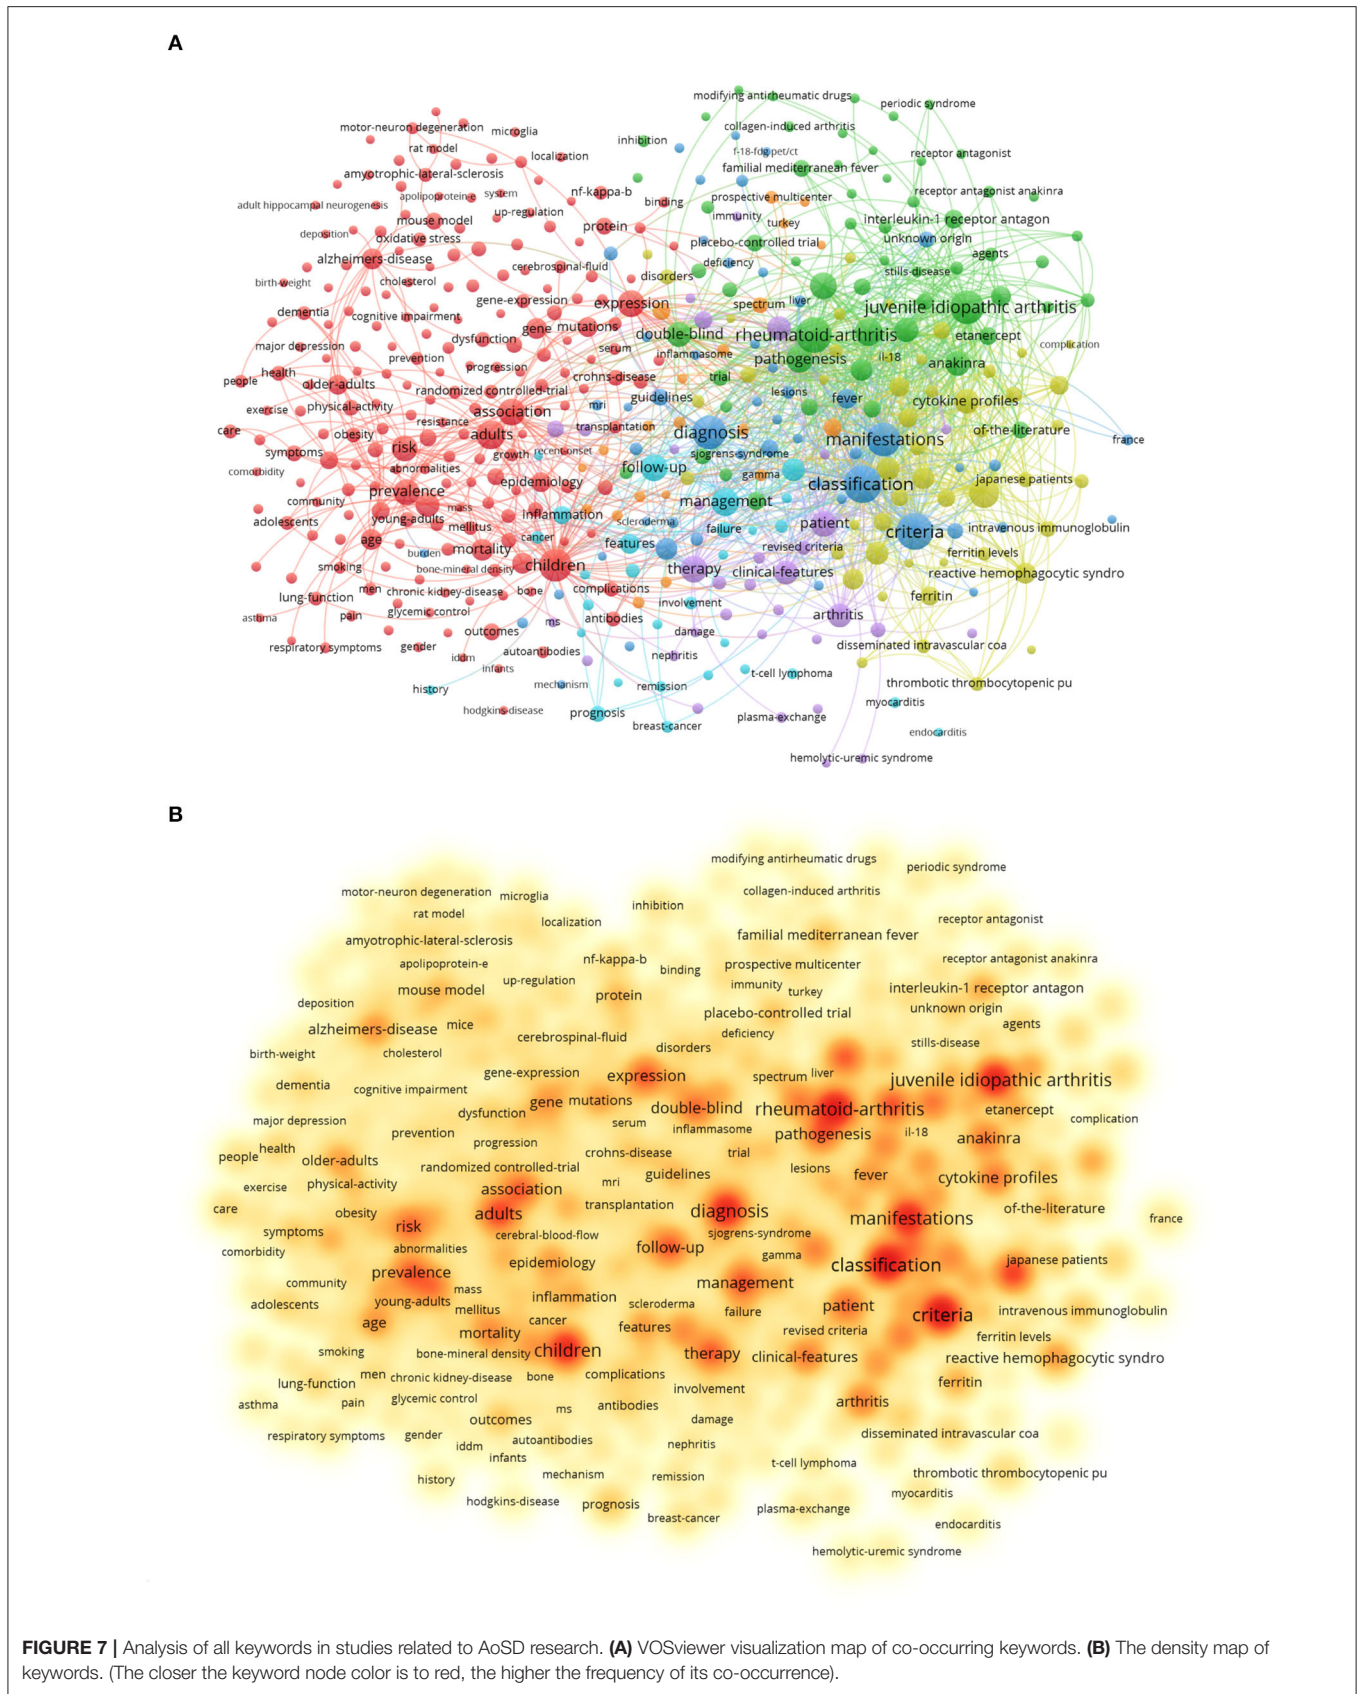 A
modifying antirheumatic drugs
periodic syndrome
motor-neuron degeneration
microglia
collagen-induced arthritis
inhibition
rat model
localization
f-18-fdg pet/ct
receptor antagonist
familial mediterranean fever
amyotrophic-lateral-sclerosis
apolipoprotein-e
system
nf-kappa-b
prospective multicenter
receptor antagonist anakinra
adult hippocampal neurogenesis
binding
up-regulation
immunity
mouse model
turkey
interleukin-1 receptor antagon
protein
deposition
oxidative stress
placebo-controlled trial
unknown origin
agents
alzheimers-disease
cerebrospinal-fluid
deficiency
stills-disease
disorders
birth-weight
cholesterol
gene-expression
expression
spectrum
liver
juvenile idiopathic arthritis
dementia
cognitive impairment
gene
mutations
double-blind
rheumatoid-arthritis
etanercept
dysfunction
major depression
serum
inflammasome
pathogenesis
il-18
complication
prevention
progression
anakinra
health
people
older-adults
crohns-disease
trial
randomized controlled-trial
lesions
guidelines
fever
cytokine profiles
exercise
physical-activity
association
mri
resistance
care
obesity
adults
transplantation
diagnosis
manifestations
of-the-literature
france
risk
symptoms
growth
recent-onset
sjogrens-syndrome
comorbidity
abnormalities
follow-up
gamma
epidemiology
classification
japanese patients
prevalence
community
mass
management
adolescents
young-adults
mellitus
inflammation
scleroderma
failure
patient
criteria
intravenous immunoglobulin
age
cancer
burden
mortality
features
revised criteria
ferritin levels
smoking
bone-mineral density
children
therapy
clinical-features
reactive hemophagocytic syndro
lung-function
men
chronic kidney-disease
bone
complications
ferritin
asthma
pain
glycemic control
involvement
ms
antibodies
arthritis
outcomes
damage
respiratory symptoms
gender
autoantibodies
disseminated intravascular coa
iddm
nephritis
infants
t-cell lymphoma
history
mechanism
remission
thrombotic thrombocytopenic pu
myocarditis
hodgkins-disease
prognosis
plasma-exchange
breast-cancer
endocarditis
hemolytic-uremic syndrome
B
modifying antirheumatic drugs
periodic syndrome
motor-neuron degeneration
microglia
collagen-induced arthritis
inhibition
rat model
localization
receptor antagonist
amyotrophic-lateral-sclerosis
familial mediterranean fever
apolipoprotein-e
nf-kappa-b
binding
prospective multicenter
receptor antagonist anakinra
up-regulation
immunity
turkey
mouse model
protein
interleukin-1 receptor antagon
deposition
placebo-controlled trial
unknown origin
alzheimers-disease
mice
agents
cerebrospinal-fluid
deficiency
disorders
stills-disease
birth-weight
cholesterol
gene-expression
expression
spectrum
liver
juvenile idiopathic arthritis
dementia
cognitive impairment
gene
mutations
double-blind
rheumatoid-arthritis
etanercept
dysfunction
major depression
serum
inflammasome
pathogenesis
il-18
complication
prevention
progression
anakinra
health
people
older-adults
crohns-disease
trial
randomized controlled-trial
lesions
guidelines
fever
cytokine profiles
exercise
physical-activity
association
mri
care
obesity
adults
transplantation
diagnosis
manifestations
of-the-literature
france
risk
symptoms
cerebral-blood-flow
sjogrens-syndrome
comorbidity
abnormalities
follow-up
gamma
epidemiology
classification
japanese patients
prevalence
community
mass
management
adolescents
young-adults
mellitus
inflammation
scleroderma
failure
patient
criteria
intravenous immunoglobulin
age
cancer
mortality
features
revised criteria
ferritin levels
smoking
bone-mineral density
children
therapy
clinical-features
reactive hemophagocytic syndro
lung-function
men
chronic kidney-disease
bone
complications
ferritin
asthma
pain
glycemic control
involvement
ms
antibodies
arthritis
outcomes
damage
respiratory symptoms
gender
autoantibodies
disseminated intravascular coa
iddm
nephritis
infants
t-cell lymphoma
history
mechanism
remission
thrombotic thrombocytopenic pu
myocarditis
hodgkins-disease
prognosis
plasma-exchange
breast-cancer
endocarditis
hemolytic-uremic syndrome
FIGURE 7 | Analysis of all keywords in studies related to AoSD research. (A) VOSviewer visualization map of co-occurring keywords. (B) The density map of
keywords. (The closer the keyword node color is to red, the higher the frequency of its co-occurrence).